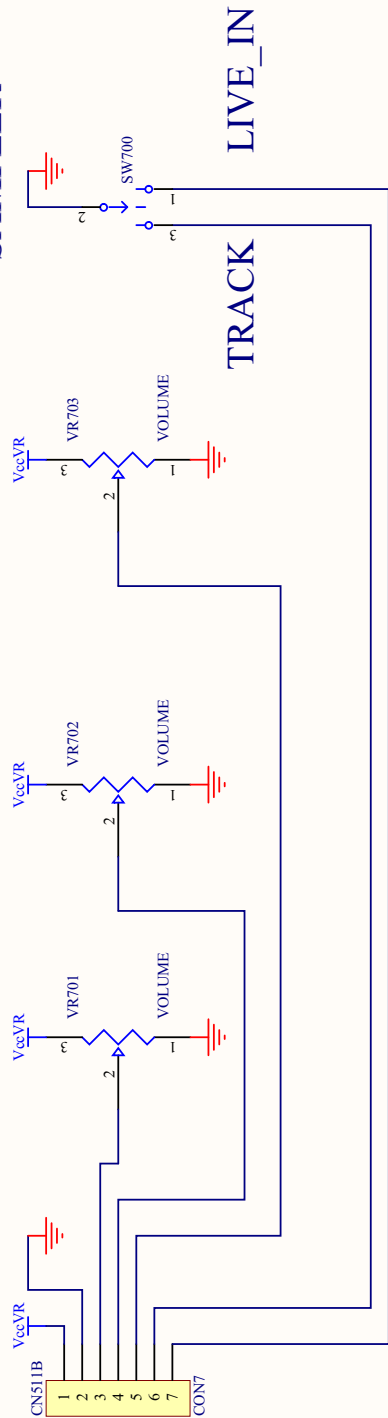 CN511B
1
2
3
4
5
6
7
CON7
VccVR
VccVR
VR701
3
2
1
VOLUME
VccVR
VR702
3
2
1
VOLUME
VccVR
VR703
3
2
1
VOLUME
SW700
2
3
1
TRACK
LIVE_IN